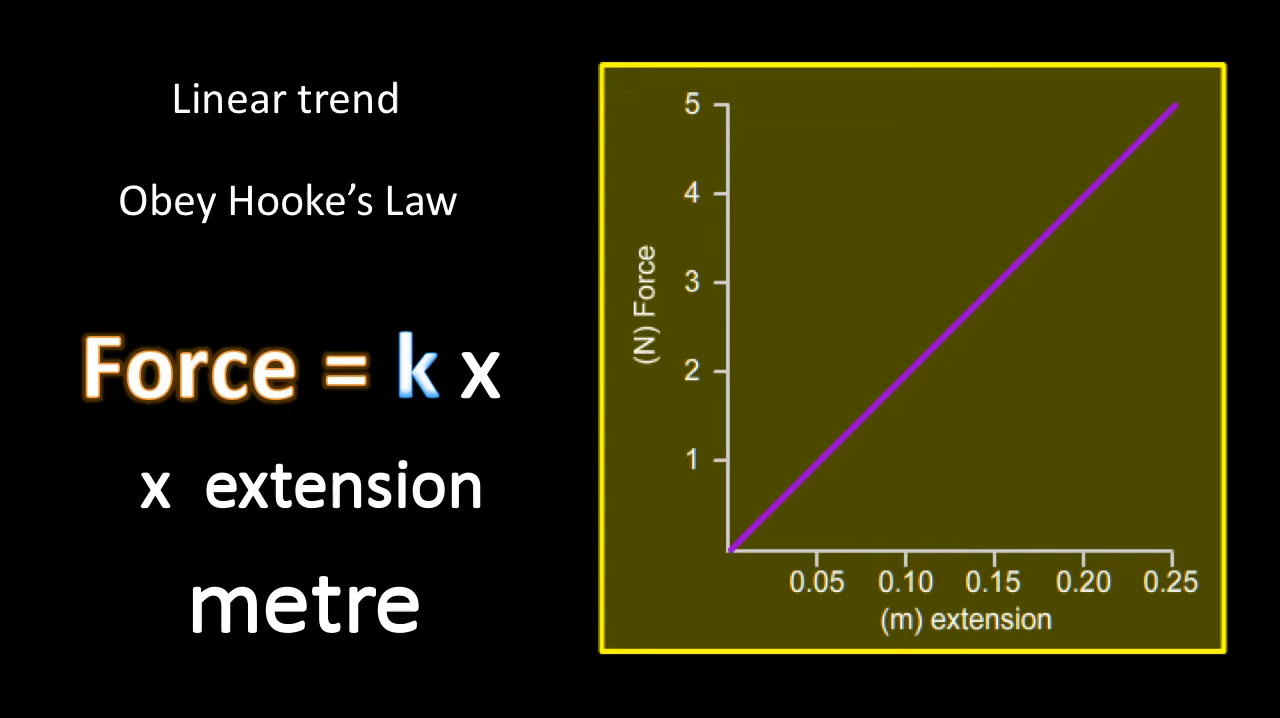 Linear trend
Obey Hooke’s Law
Force = k x
x extension
metre
5
4
3
2
1
(N) Force
0.05 0.10 0.15 0.20 0.25
(m) extension